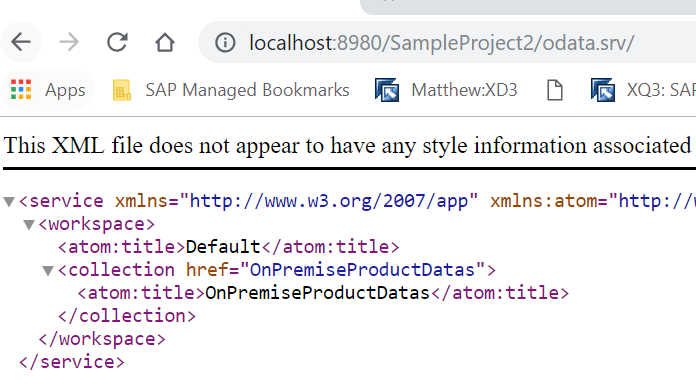 localhost:8980/SampleProject2/odata.srv/
Apps SAP Managed Bookmarks Matthew:XD3 XQ3: SAP
This XML file does not appear to have any style information associated
<service xmlns="http://www.w3.org/2007/app" xmlns:atom="http://
<workspace>
<atom:title>Default</atom:title>
<collection href="OnPremiseProductDatas">
<atom:title>OnPremiseProductDatas</atom:title>
</collection>
</workspace>
</service>